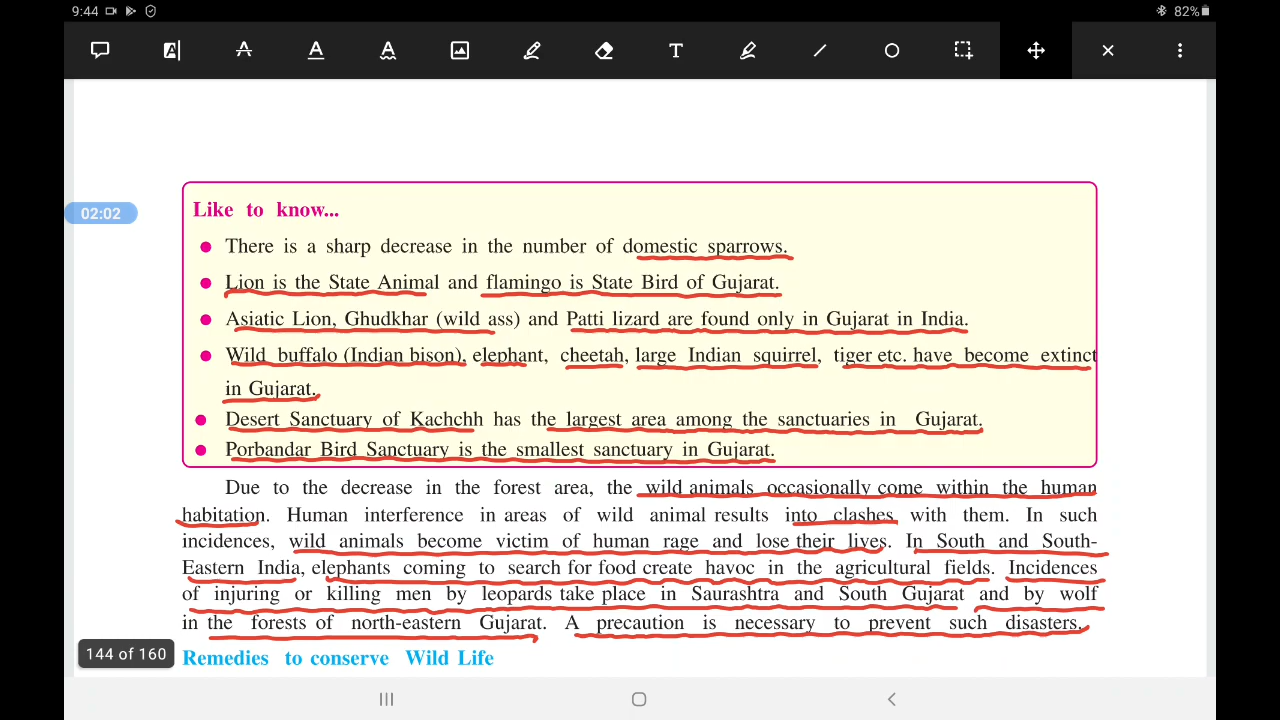 9:44
82%
A
A
A
A
T
02:02
Like to know...
There is a sharp decrease in the number of domestic sparrows.
Lion is the State Animal and flamingo is State Bird of Gujarat.
Asiatic Lion, Ghudkhar (wild ass) and Patti lizard are found only in Gujarat in India.
Wild buffalo (Indian bison), elephant, cheetah, large Indian squirrel, tiger etc. have become extinct
in Gujarat.
Desert Sanctuary of Kachchh has the largest area among the sanctuaries in Gujarat.
Porbandar Bird Sanctuary is the smallest sanctuary in Gujarat.
Due to the decrease in the forest area, the wild animals occasionally come within the human
habitation. Human interference in areas of wild animal results into clashes with them. In such
incidences, wild animals become victim of human rage and lose their lives. In South and South-
Eastern India, elephants coming to search for food create havoc in the agricultural fields. Incidences
of injuring or killing men by leopards take place in Saurashtra and South Gujarat and by wolf
in the forests of north-eastern Gujarat. A precaution is necessary to prevent such disasters.
144 of 160
Remedies to conserve Wild Life